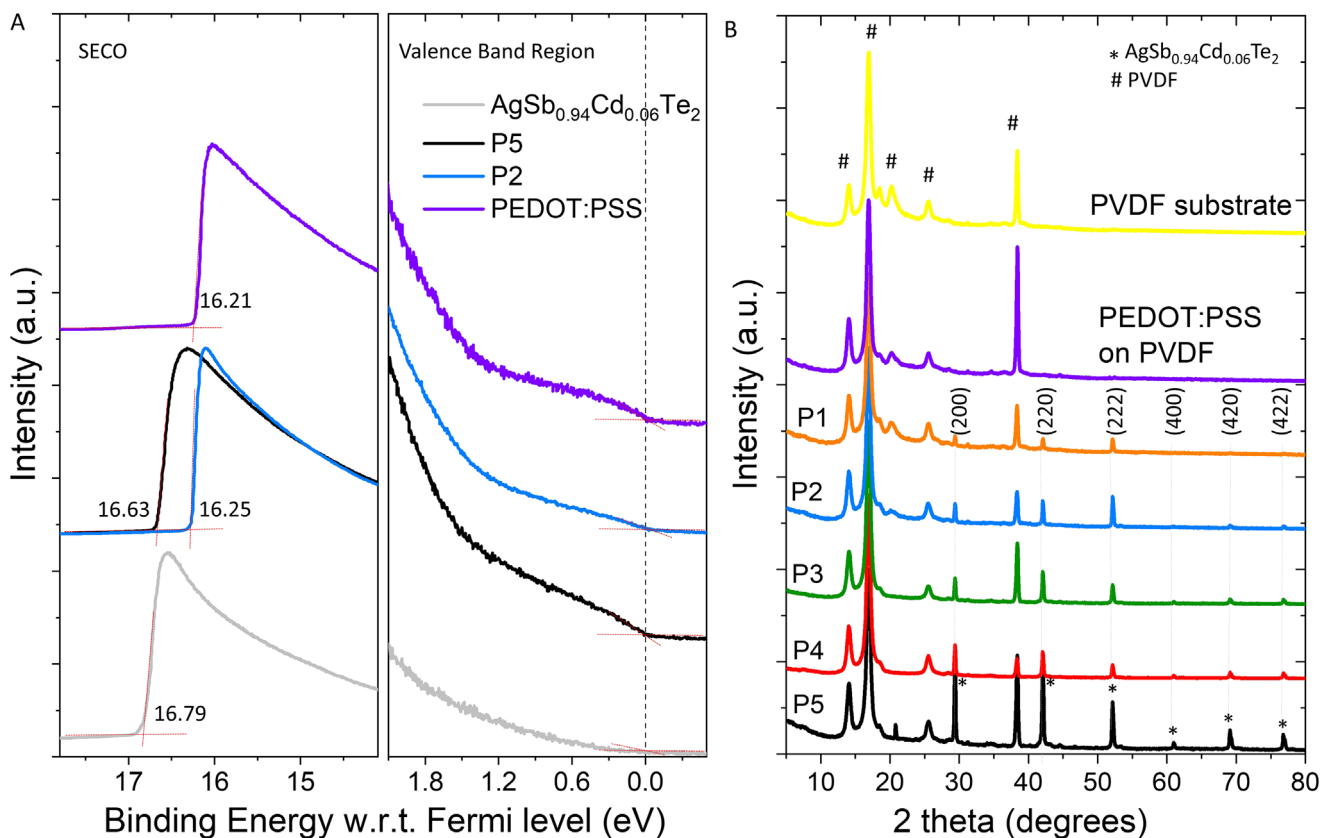 A
SECO
Valence Band Region
AgSb0.94Cd0.06Te2
P5
P2
PEDOT:PSS
16.21
16.63
16.25
16.79
Intensity (a.u.)
17
16
15
1.8
1.2
0.6
0.0
Binding Energy w.r.t. Fermi level (eV)
B
#
* AgSb0.94Cd0.06Te2
# PVDF
#
#
#
#
PVDF substrate
PEDOT:PSS
on PVDF
(200)
(220)
(222)
(400)
(420)
(422)
P1
P2
P3
P4
P5
*
*
*
*
*
*
Intensity (a.u.)
10
20
30
40
50
60
70
80
2 theta (degrees)